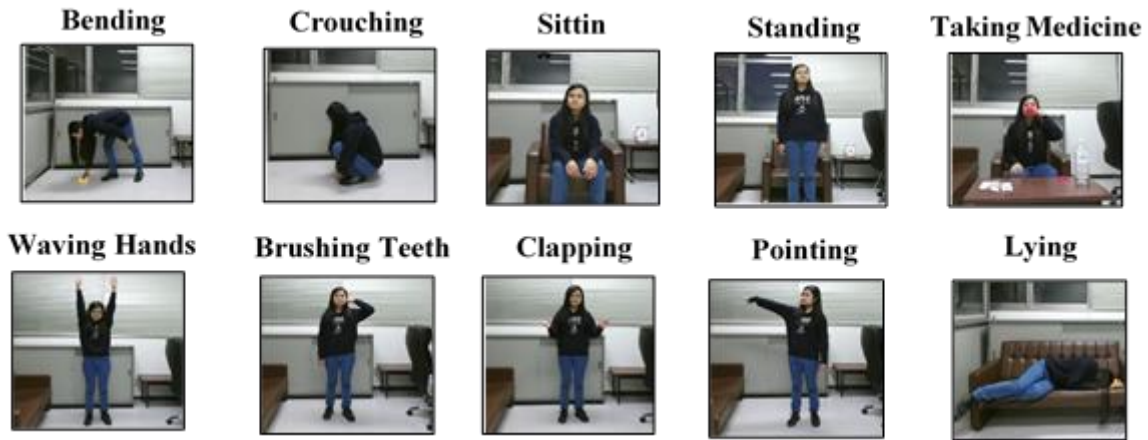 Bending
Crouching
Sittin
Standing
Taking Medicine
Waving Hands
Brushing Teeth
Clapping
Pointing
Lying